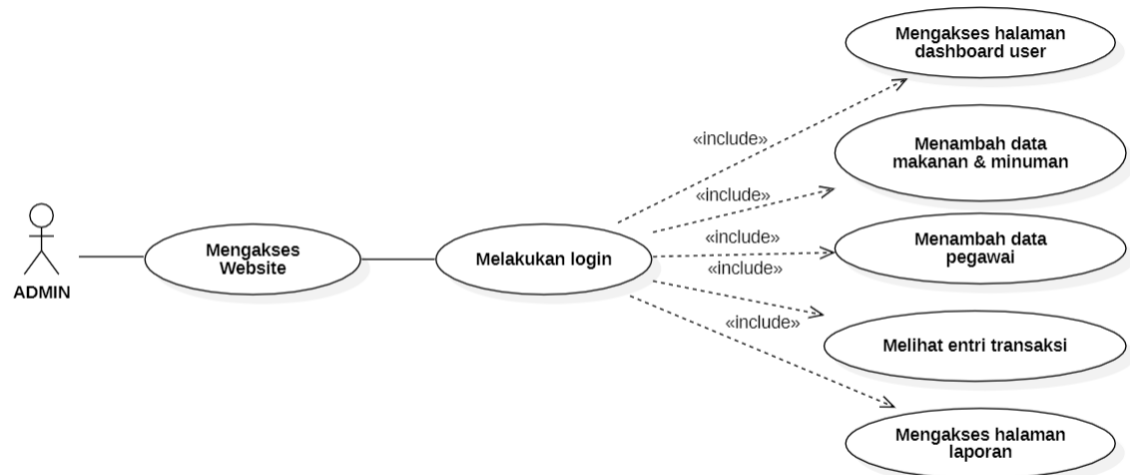 Mengakses halaman
dashboard user
«include»
Menambah data
makanan & minuman
«include»
Mengakses
Website
Melakukan login
«include»
Menambah data
pegawai
«include»
ADMIN
«include»
Melihat entri transaksi
Mengakses halaman
laporan